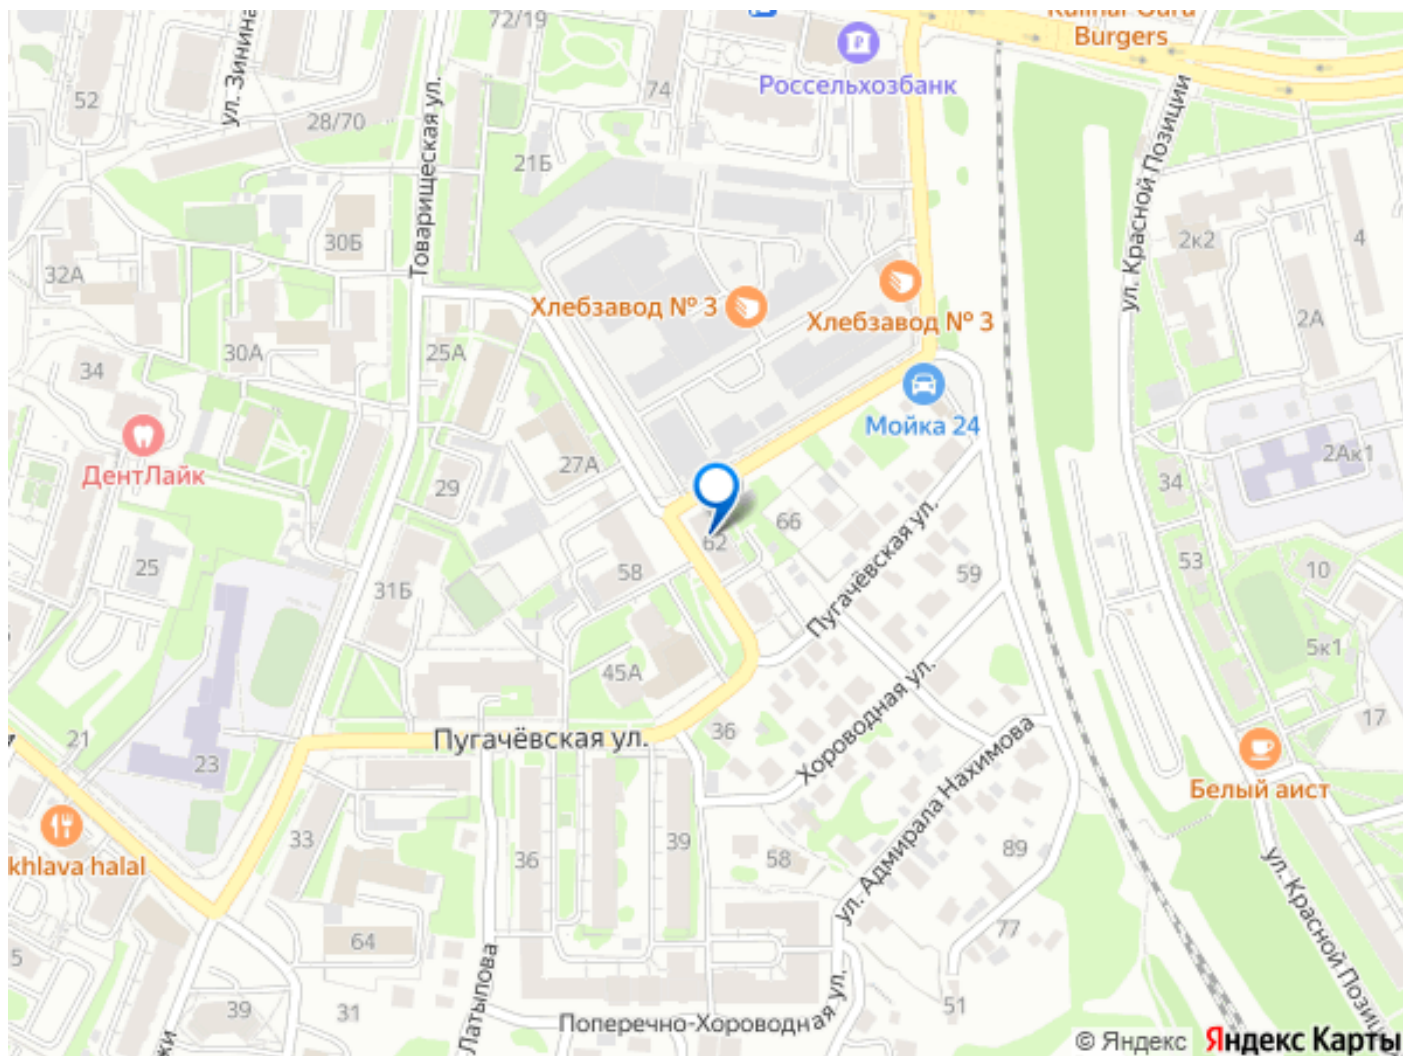 Burgers
72/19
ул. Зинина
Россельхозбанк
74
52
28/70
Товарищеская ул.
21Б
ул. Красной Позиции
30Б
2к2
4
32А
Хлебзавод № 3
Хлебзавод № 3
2А
30А
25А
34
Мойка 24
ДентЛайк
27А
29
2Ак1
34
66
62
Пугачёвская ул.
25
31Б
58
59
53
10
5к1
45А
Хороводная ул.
36
17
21
Пугачёвская ул.
23
ул. Адмирала Нахимова
Белый аист
khlava halal
33
36
39
58
89
ул. Красной Позиц
64
77
5
39
31
Латыпова
51
Поперечно-Хороводная ул.
© Яндекс Яндекс Карты